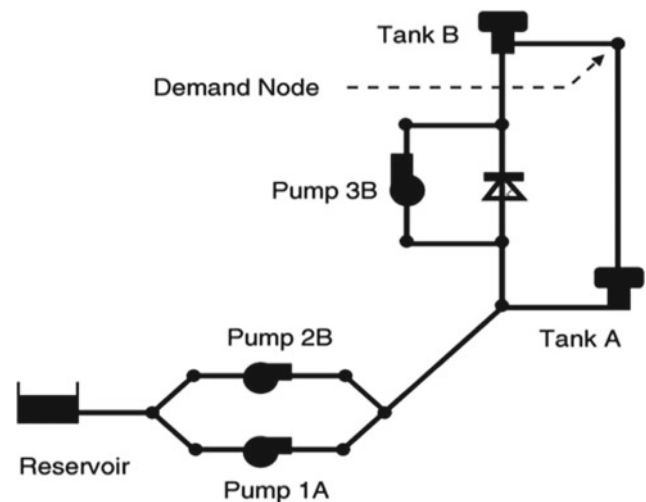 Tank B
Demand Node
Pump 3B
Tank A
Pump 2B
Reservoir
Pump 1A